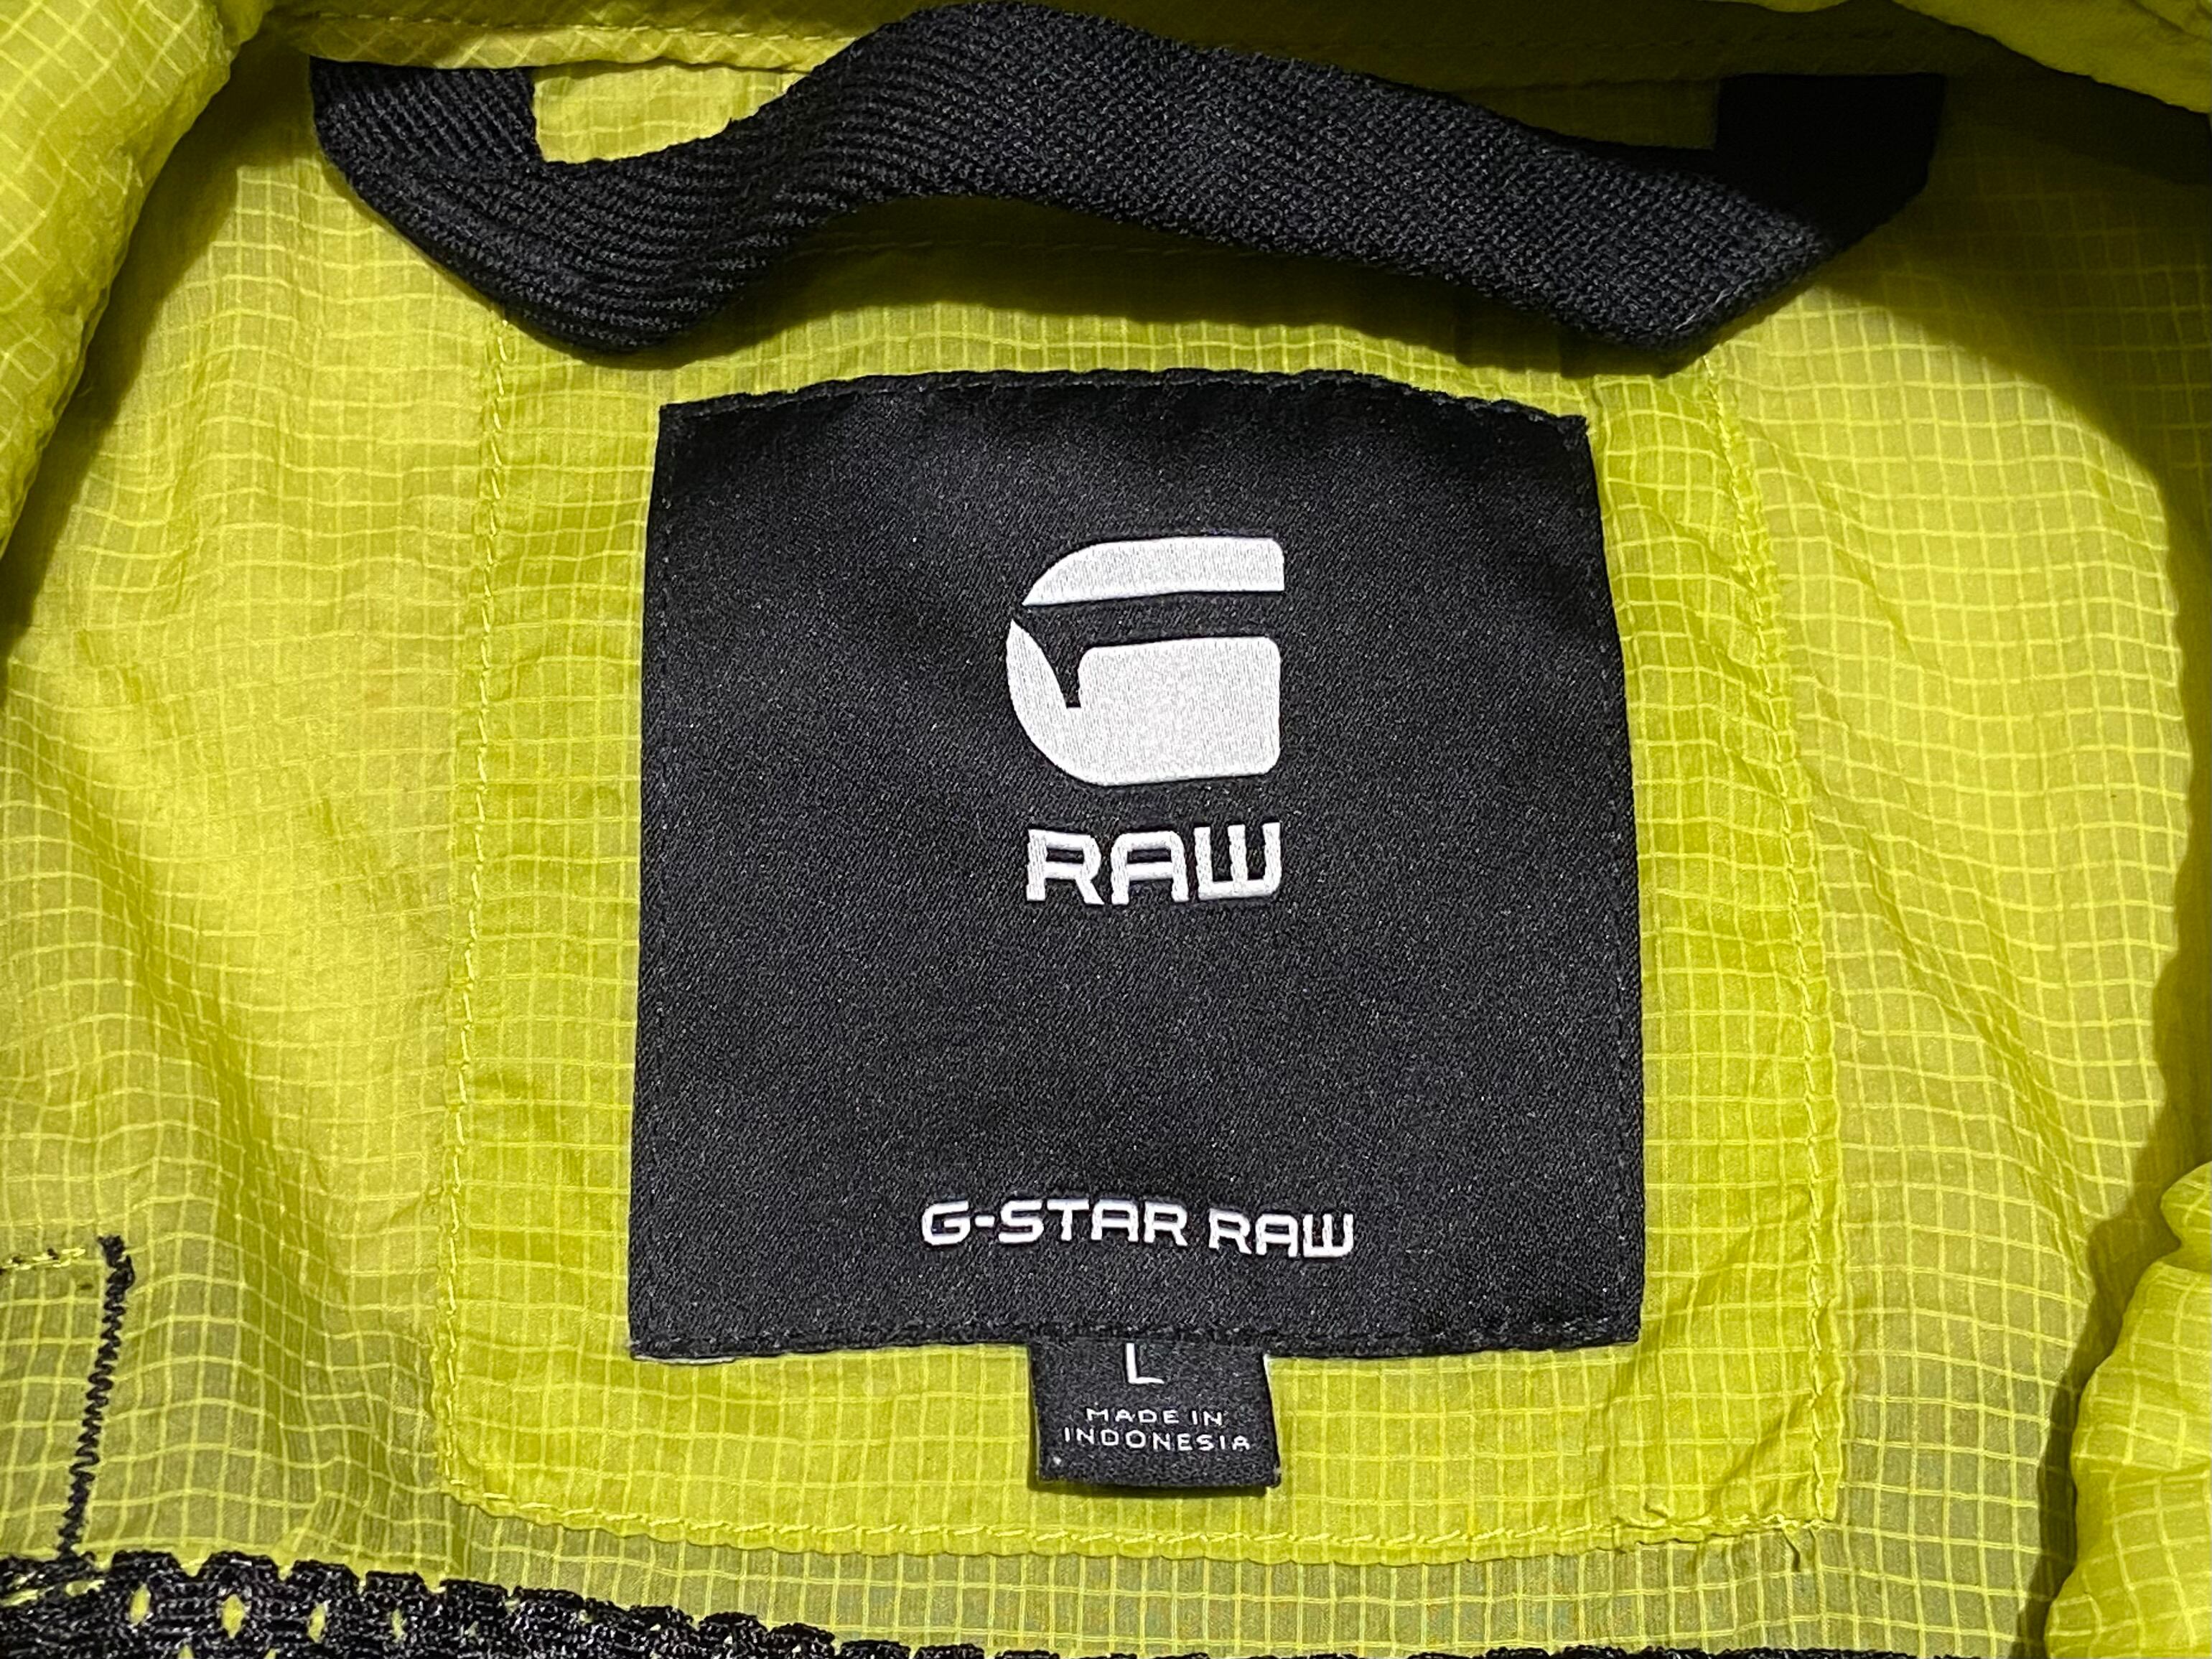 G
RAW
G-STAR RAW
L
MADE IN
INDONESIA